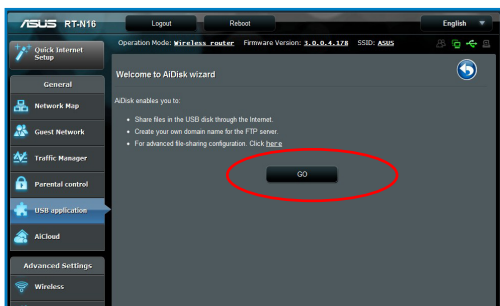 ASUS RT-N16 Logout Reboot English
Operation Mode: Wireless router Firmware Version: 3.0.0.4.178 SSID: ASUS
Quick Internet Setup
General
Network Map
Guest Network
Traffic Manager
Parental control
USB application
AiCloud
Advanced Settings
Wireless
Welcome to AiDisk wizard
AiDisk enables you to:
• Share files in the USB disk through the Internet.
• Create your own domain name for the FTP server.
• For advanced file-sharing configuration. Click here
GO